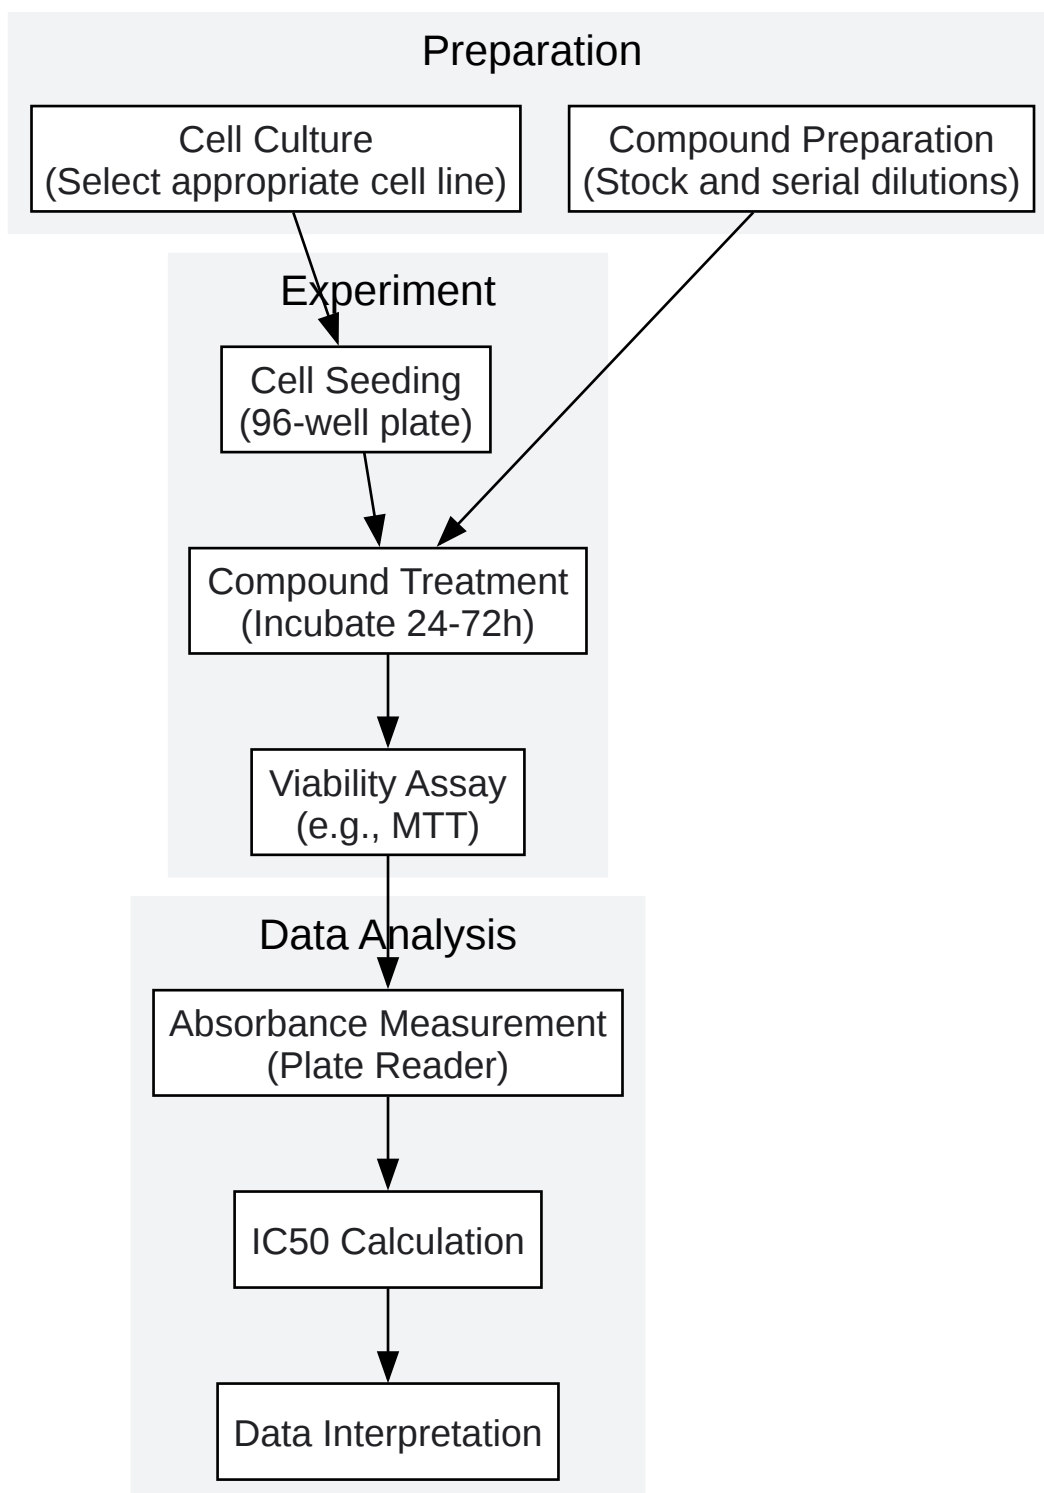 Preparation
Cell Culture
(Select appropriate cell line)
Compound Preparation
(Stock and serial dilutions)
Experiment
Cell Seeding
(96-well plate)
Compound Treatment
(Incubate 24-72h)
Viability Assay
(e.g., MTT)
Data Analysis
Absorbance Measurement
(Plate Reader)
IC50 Calculation
Data Interpretation